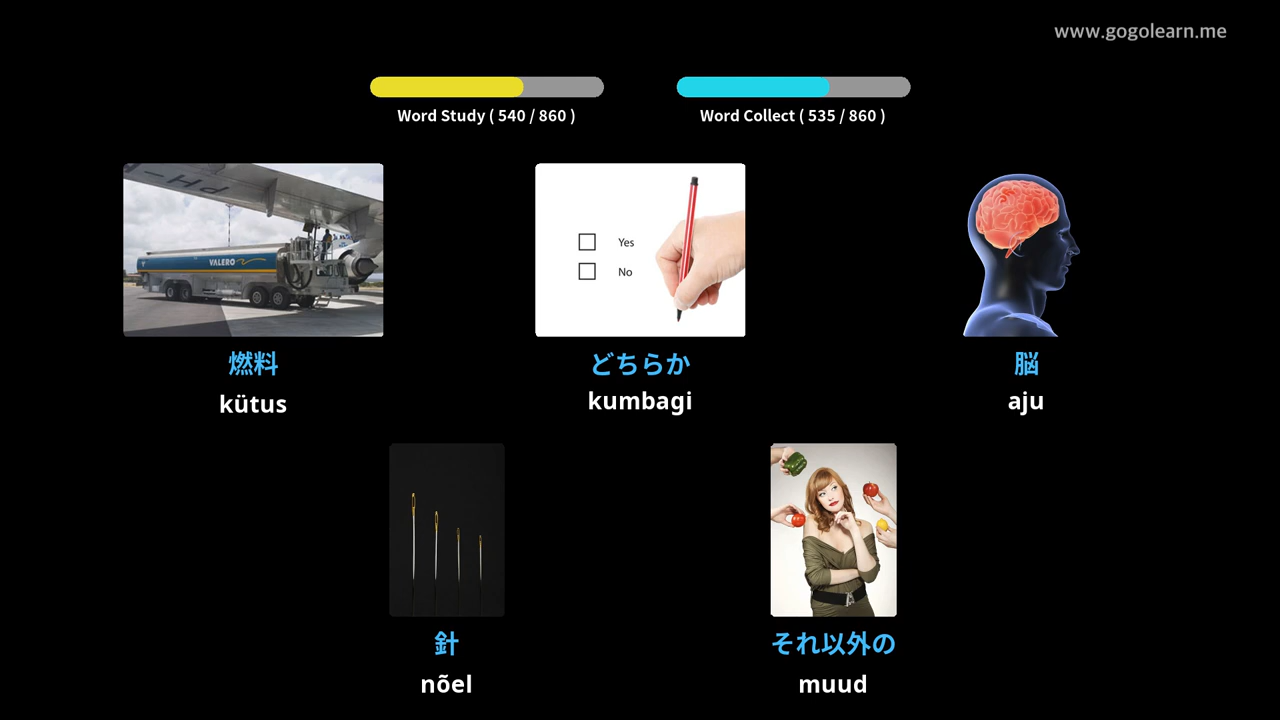 www.gogolearn.me
Word Study ( 540 / 860 )
Word Collect ( 535 / 860 )
PH-
VALERO
Yes
No
燃料
どちらか
脳
kütus
kumbagi
aju
針
それ以外の
nõel
muud